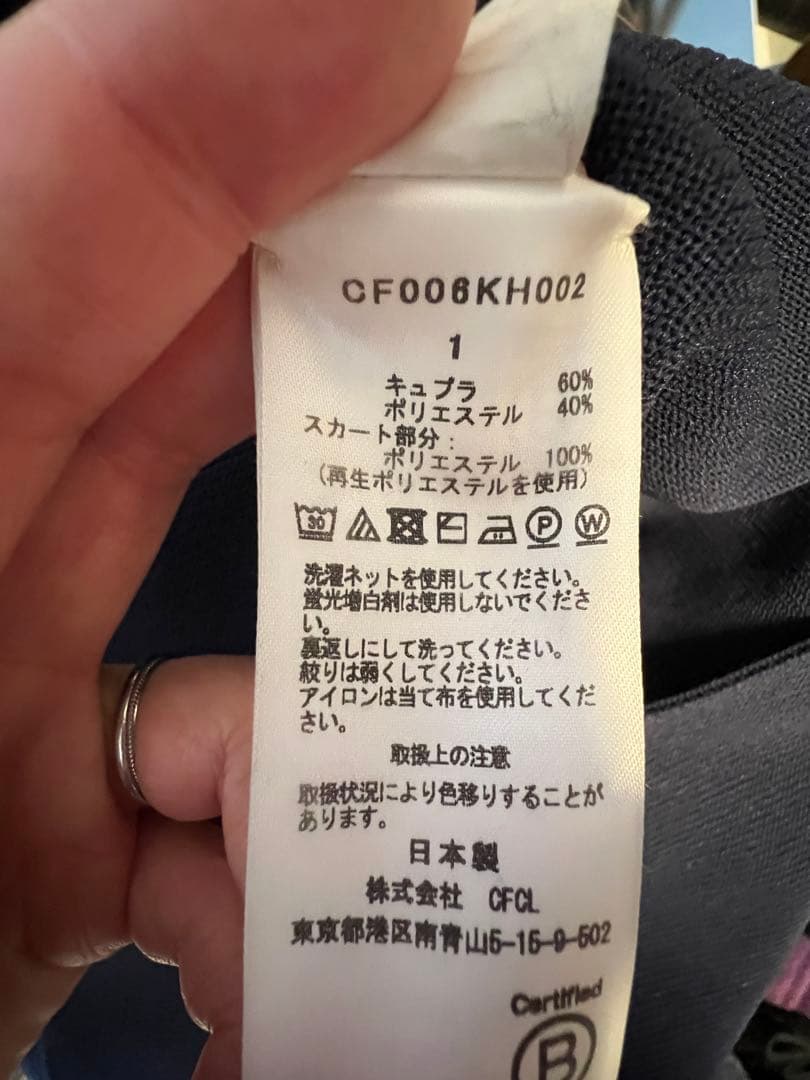 CF006KH002
1
キュプラ 60%
ポリエステル 40%
スカート部分:
ポリエステル 100%
(再生ポリエステルを使用)
30 P W
洗濯ネットを使用してください。
蛍光増白剤は使用しないでくださ
い。
裏返しにして洗ってください。
絞りは弱くしてください。
アイロンは当て布を使用してくだ
さい。
取扱上の注意
取扱状況により色移りすることが
あります。
日本製
株式会社 CFCL
東京都港区南青山5-15-9-502
Certified
B